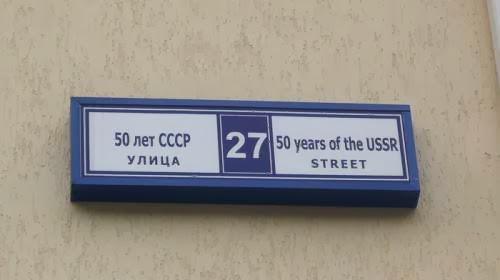 50 лет СССР
УЛИЦА
27
50 years of the USSR
STREET